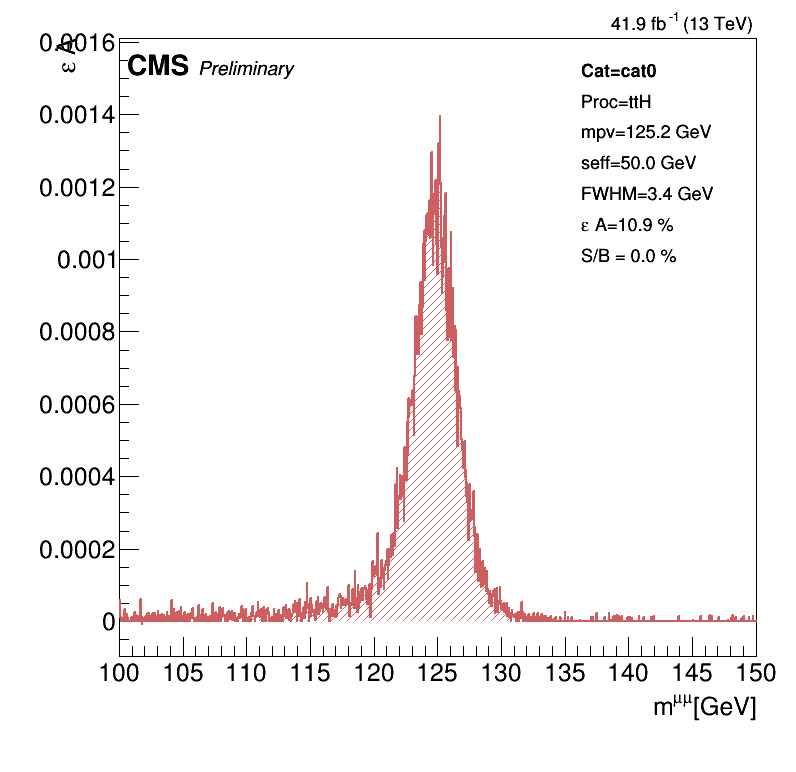 41.9 fb⁻¹ (13 TeV)
ε A
CMS Preliminary
Cat=cat0
Proc=ttH
mpv=125.2 GeV
seff=50.0 GeV
FWHM=3.4 GeV
ε A=10.9 %
S/B = 0.0 %
0.0016
0.0014
0.0012
0.001
0.0008
0.0006
0.0004
0.0002
0
100 105 110 115 120 125 130 135 140 145 150
m^μμ[GeV]